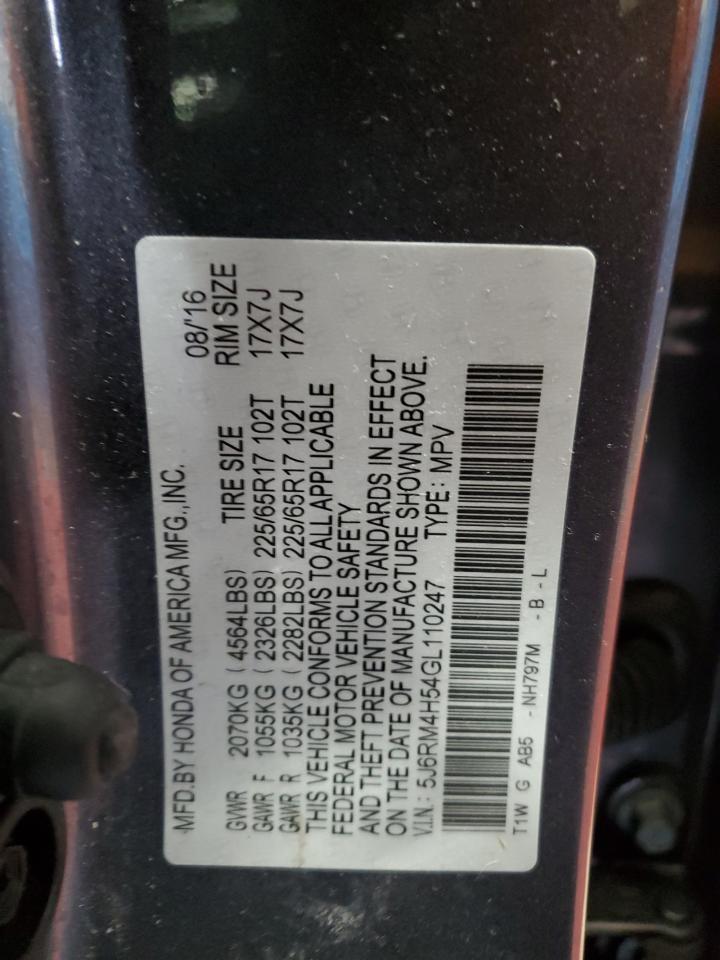 MFD.BY HONDA OF AMERICA MFG.,INC. 08/'16
GVWR 2070KG ( 4564LBS) TIRE SIZE RIM SIZE
GAWR F 1055KG ( 2326LBS) 225/65R17 102T 17X7J
GAWR R 1035KG ( 2282LBS) 225/65R17 102T 17X7J
THIS VEHICLE CONFORMS TO ALL APPLICABLE
FEDERAL MOTOR VEHICLE SAFETY
AND THEFT PREVENTION STANDARDS IN EFFECT
ON THE DATE OF MANUFACTURE SHOWN ABOVE.
V.I.N.: 5J6RM4H54GL110247 TYPE: MPV
T1W G AB5 -NH797M -B-L